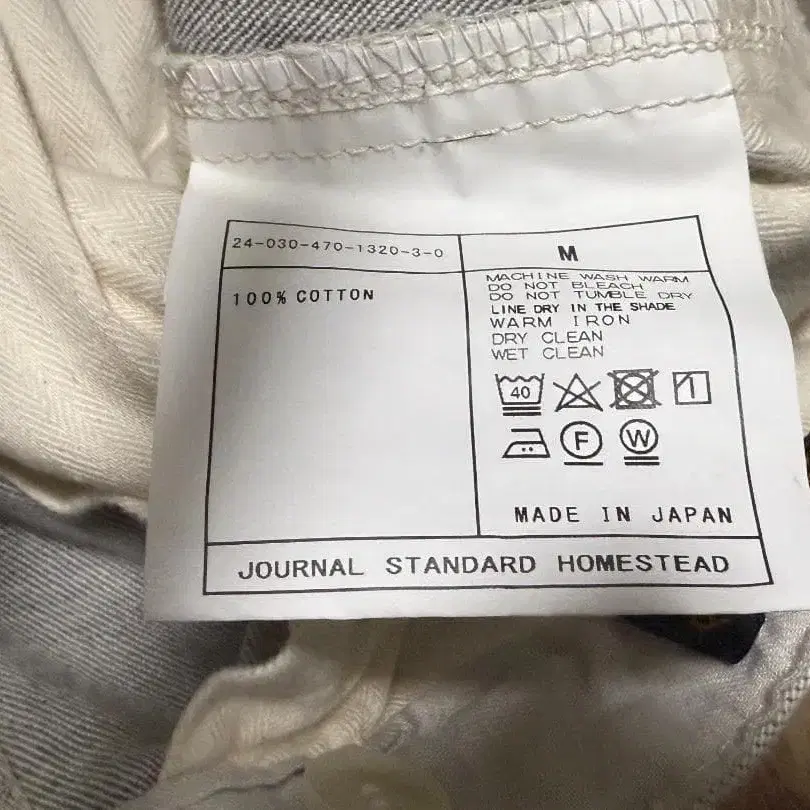 24-030-470-1320-3-0
M
100% COTTON
MACHINE WASH WARM
DO NOT BLEACH
DO NOT TUMBLE DRY
LINE DRY IN THE SHADE
WARM IRON
DRY CLEAN
WET CLEAN
40
F W
MADE IN JAPAN
JOURNAL STANDARD HOMESTEAD